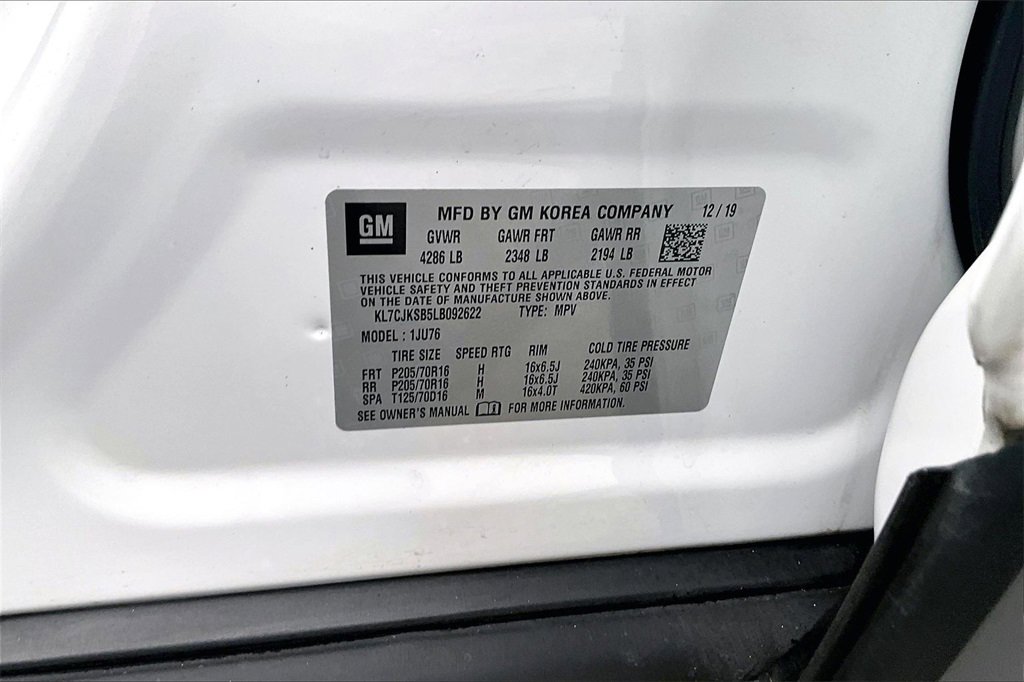 GM MFD BY GM KOREA COMPANY 12 / 19
GVWR GAWR FRT GAWR RR
4286 LB 2348 LB 2194 LB
THIS VEHICLE CONFORMS TO ALL APPLICABLE U.S. FEDERAL MOTOR
VEHICLE SAFETY AND THEFT PREVENTION STANDARDS IN EFFECT
ON THE DATE OF MANUFACTURE SHOWN ABOVE.
KL7CJKSB5LB092622 TYPE: MPV
MODEL : 1JU76
TIRE SIZE SPEED RTG RIM COLD TIRE PRESSURE
FRT P205/70R16 H 16x6.5J 240KPA, 35 PSI
RR P205/70R16 H 16x6.5J 240KPA, 35 PSI
SPA T125/70D16 M 16x4.0T 420KPA, 60 PSI
SEE OWNER'S MANUAL FOR MORE INFORMATION.